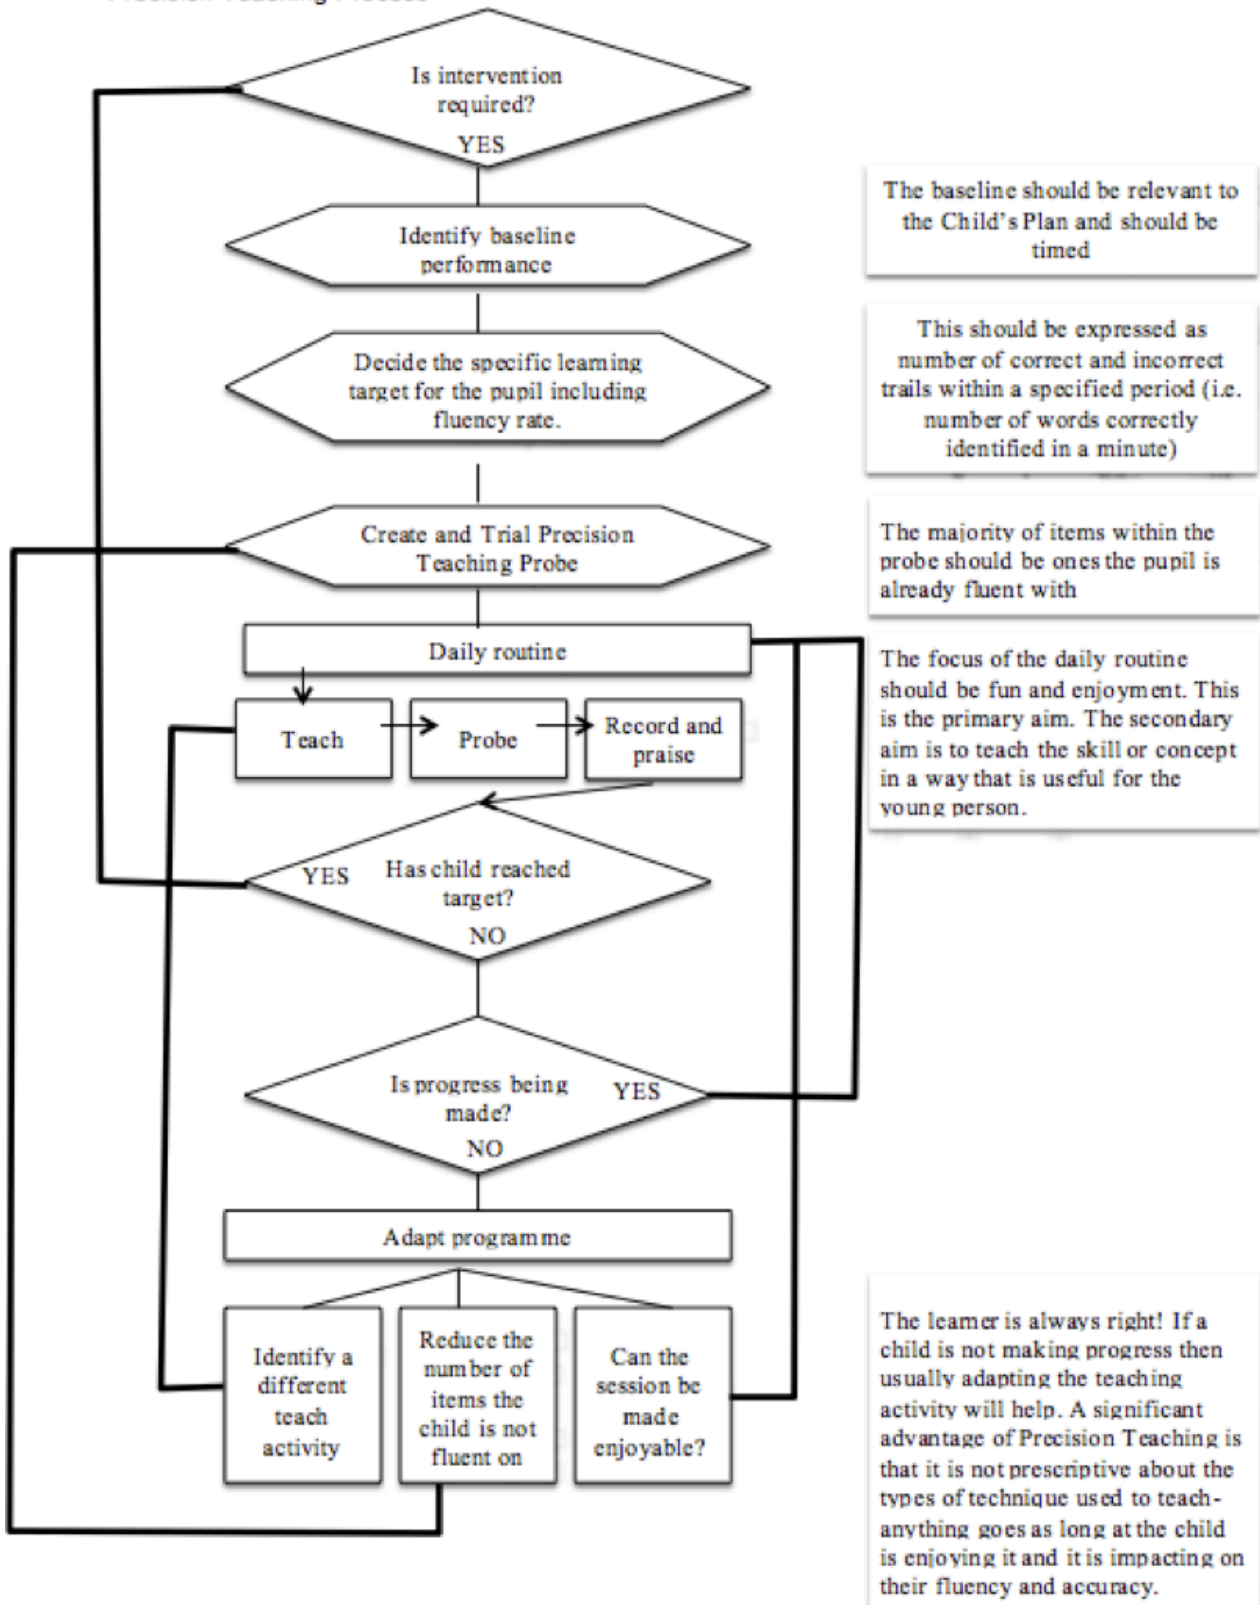 Is intervention
required?
YES
Identify baseline
performance
The baseline should be relevant to
the Child's Plan and should be
timed
Decide the specific learning
target for the pupil including
fluency rate.
This should be expressed as
number of correct and incorrect
trails within a specified period (i.e.
number of words correctly
identified in a minute)
Create and Trial Precision
Teaching Probe
The majority of items within the
probe should be ones the pupil is
already fluent with
Daily routine
Teach
Probe
Record and
praise
The focus of the daily routine
should be fun and enjoyment. This
is the primary aim. The secondary
aim is to teach the skill or concept
in a way that is useful for the
young person.
YES
Has child reached
target?
NO
Is progress being
made?
YES
NO
Adapt programme
Identify a
different
teach
activity
Reduce the
number of
items the
child is not
fluent on
Can the
session be
made
enjoyable?
The learner is always right! If a
child is not making progress then
usually adapting the teaching
activity will help. A significant
advantage of Precision Teaching is
that it is not prescriptive about the
types of technique used to teach-
anything goes as long at the child
is enjoying it and it is impacting on
their fluency and accuracy.